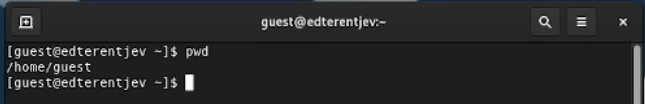 guest@edterentjev:~
[guest@edterentjev ~]$ pwd
/home/guest
[guest@edterentjev ~]$